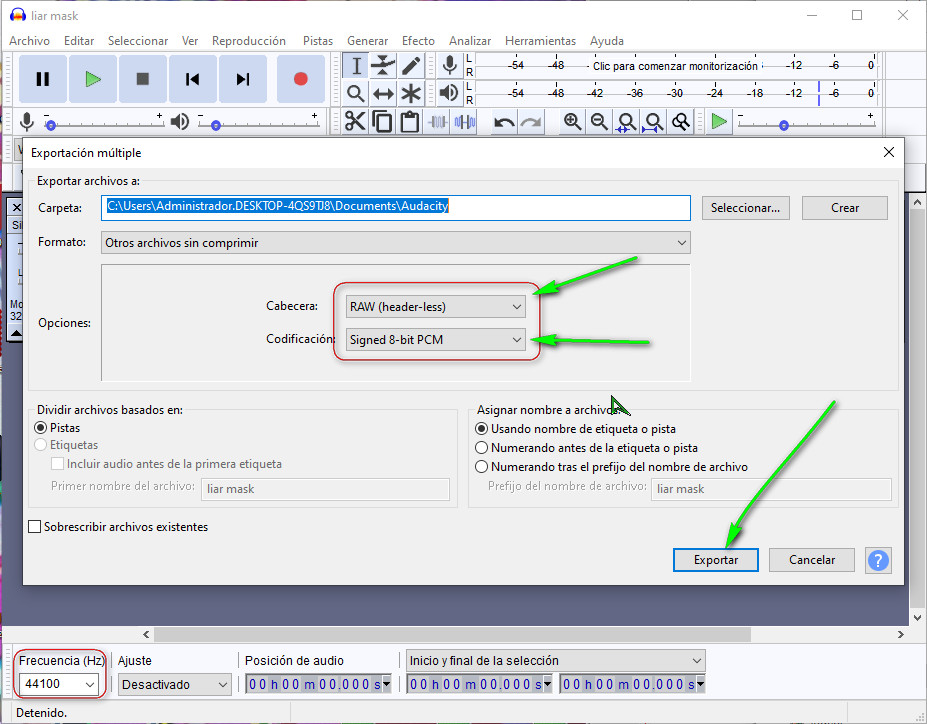 liar mask
Archivo Editar Seleccionar Ver Reproducción Pistas Generar Efecto Analizar Herramientas Ayuda
L
R
-54 -48 - Clic para comenzar monitorización -12 -6 0
L
R
-54 -48 -42 -36 -30 -24 -18 -12 -6 0
- + - + - +
Exportación múltiple
Exportar archivos a:
Carpeta: C:\Users\Administrador.DESKTOP-4QS9TJ8\Documents\Audacity Seleccionar... Crear
Formato: Otros archivos sin comprimir
Opciones:
Cabecera: RAW (header-less)
Codificación: Signed 8-bit PCM
Dividir archivos basados en:
Pistas
Etiquetas
Incluir audio antes de la primera etiqueta
Primer nombre del archivo: liar mask
Asignar nombre a archivos:
Usando nombre de etiqueta o pista
Numerando antes de la etiqueta o pista
Numerando tras el prefijo del nombre de archivo
Prefijo del nombre de archivo: liar mask
Sobrescribir archivos existentes
Exportar Cancelar ?
Frecuencia (Hz) Ajuste Posición de audio Inicio y final de la selección
44100 Desactivado 00 h 00 m 00.000 s 00 h 00 m 00.000 s 00 h 00 m 00.000 s
Detenido.